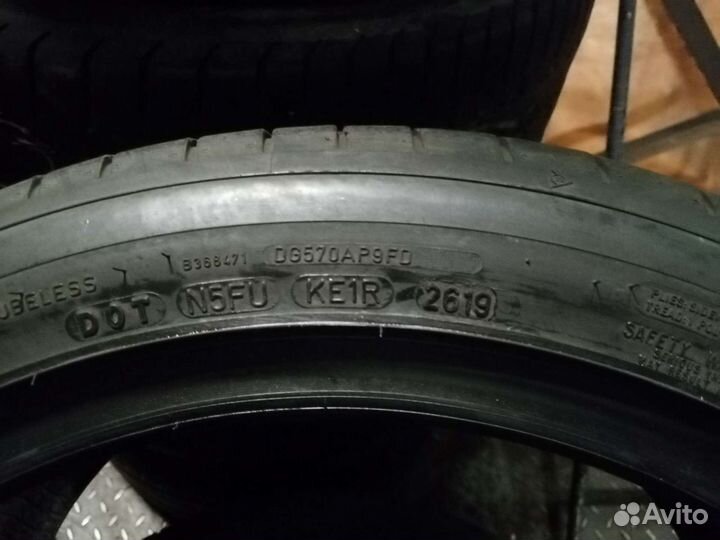 UBELESS
B368471
DG570AP9FD
DOT N5FU KE1R 2619
SAFETY
Avito